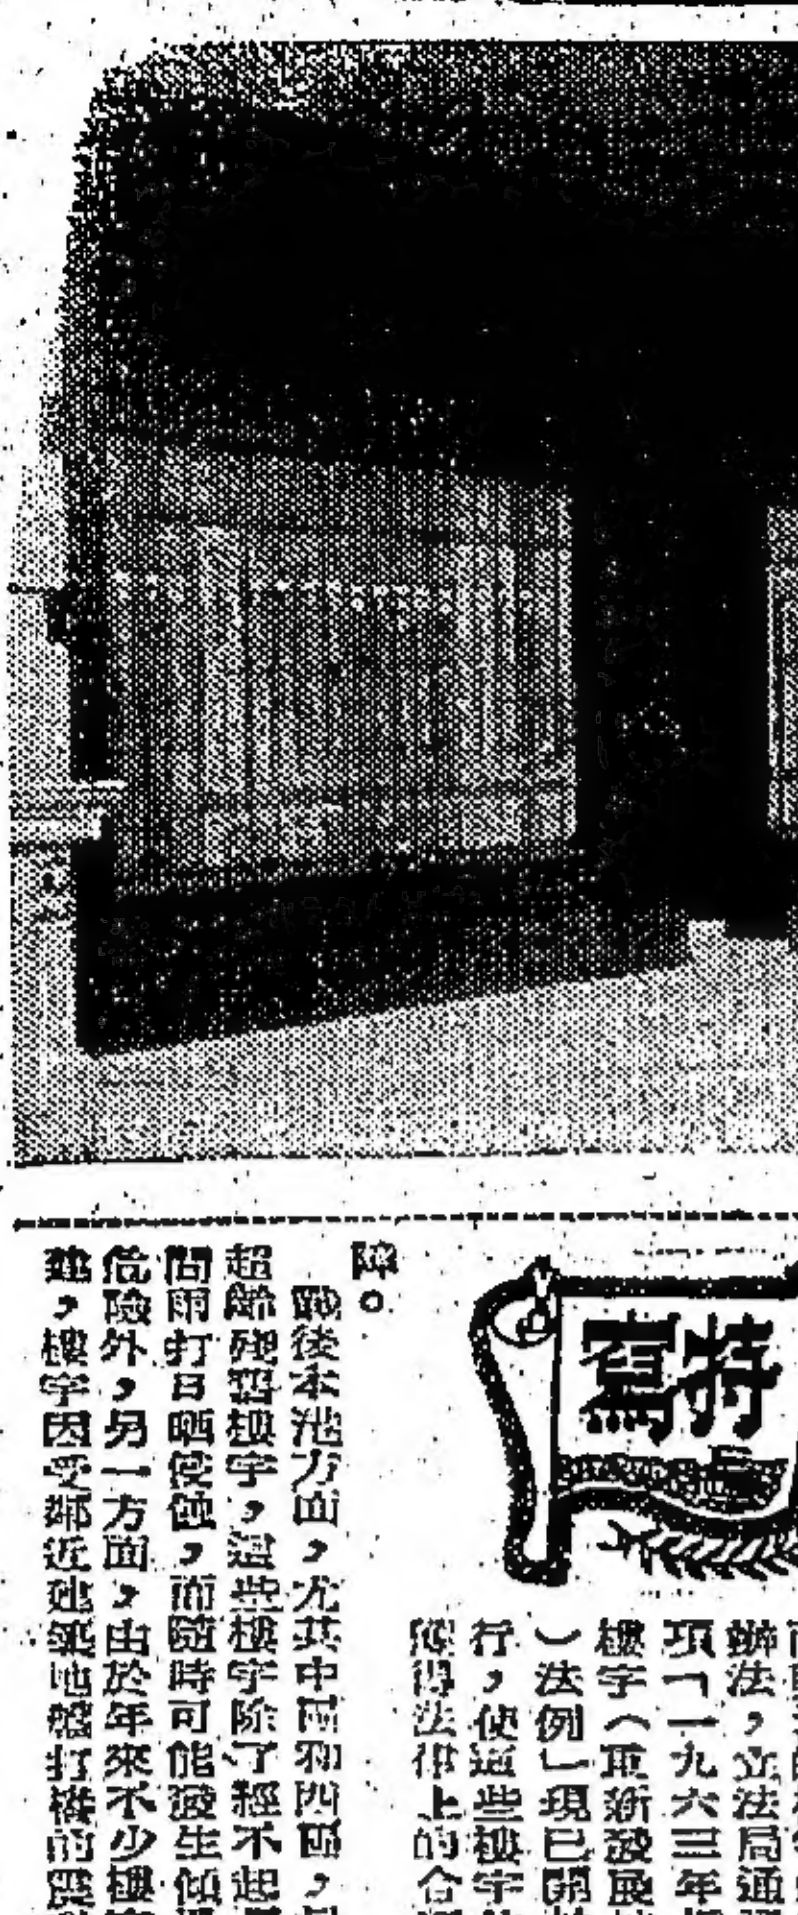 特寫
辦法,立法局通
項「一九六三年
樓宇(重新發展
)法例」現已開
行,使這些樓宇
獲得法律上的合
障。
戰後本港方面,尤其中區和西區,
超齡殘舊樓宇,這些樓宇除了經不起
間雨打日晒侵蝕,而隨時可能發生傾
危險外,另一方面,由於年來不少樓
建,樓宇因受鄰近建築地盤打樁的震